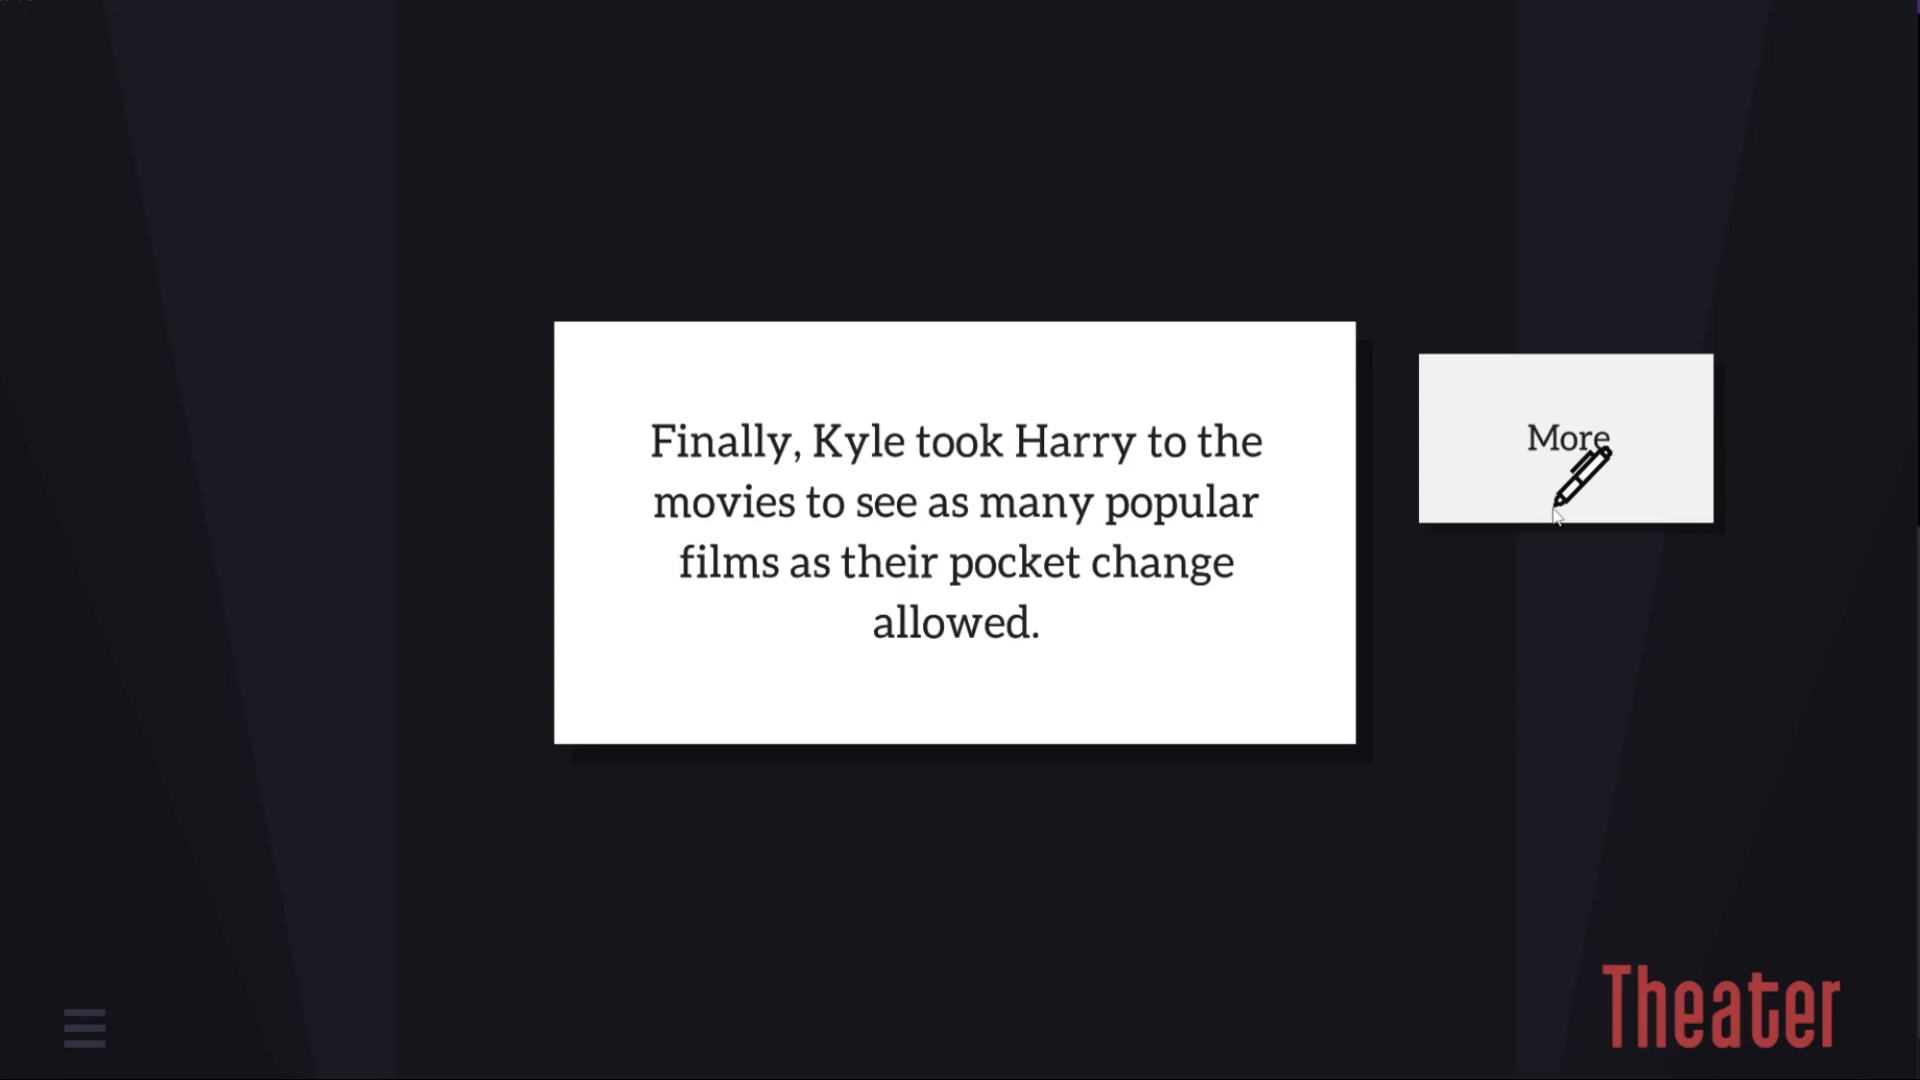 Finally, Kyle took Harry to the
movies to see as many popular
films as their pocket change
allowed.
More
Theater